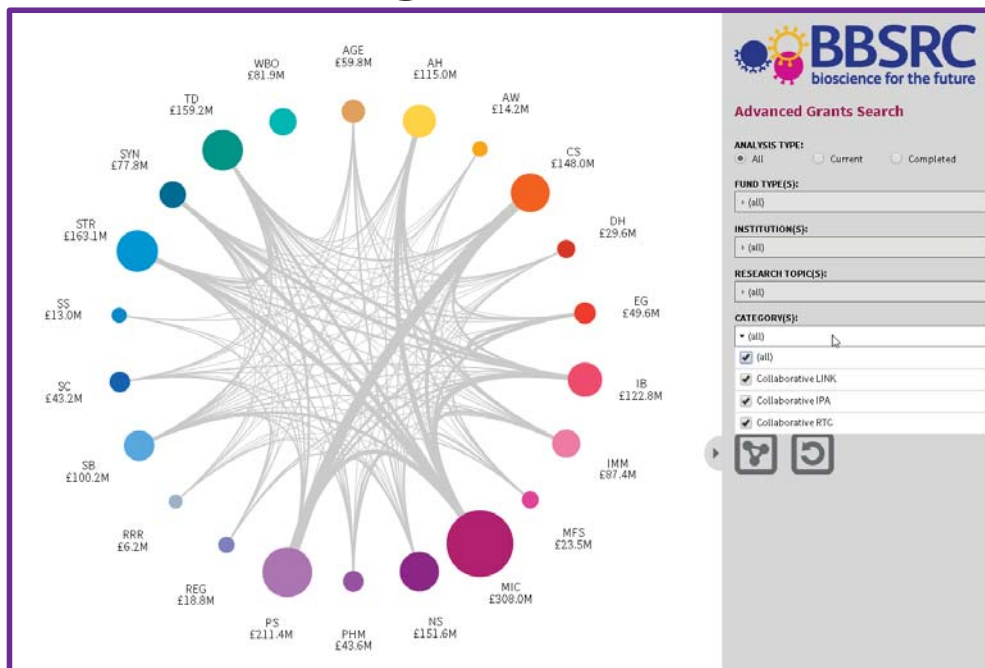 AGE
£59.8M
AH
£115.0M
AW
£14.2M
CS
£148.0M
DH
£29.6M
EG
£49.6M
IB
£122.8M
IMM
£87.4M
MFS
£23.5M
MIC
£308.0M
NS
£151.6M
PHM
£43.6M
PS
£211.4M
REG
£18.8M
RRR
£6.2M
SB
£100.2M
SC
£43.2M
SS
£13.0M
STR
£163.1M
SYN
£77.8M
TD
£159.2M
WBO
£81.9M
BBSRC
bioscience for the future
Advanced Grants Search
ANALYSIS TYPE:
All Current Completed
FUND TYPE(S):
(all)
INSTITUTION(S):
(all)
RESEARCH TOPIC(S):
(all)
CATEGORY(S):
(all)
(all)
Collaborative LINK
Collaborative IPA
Collaborative RTG